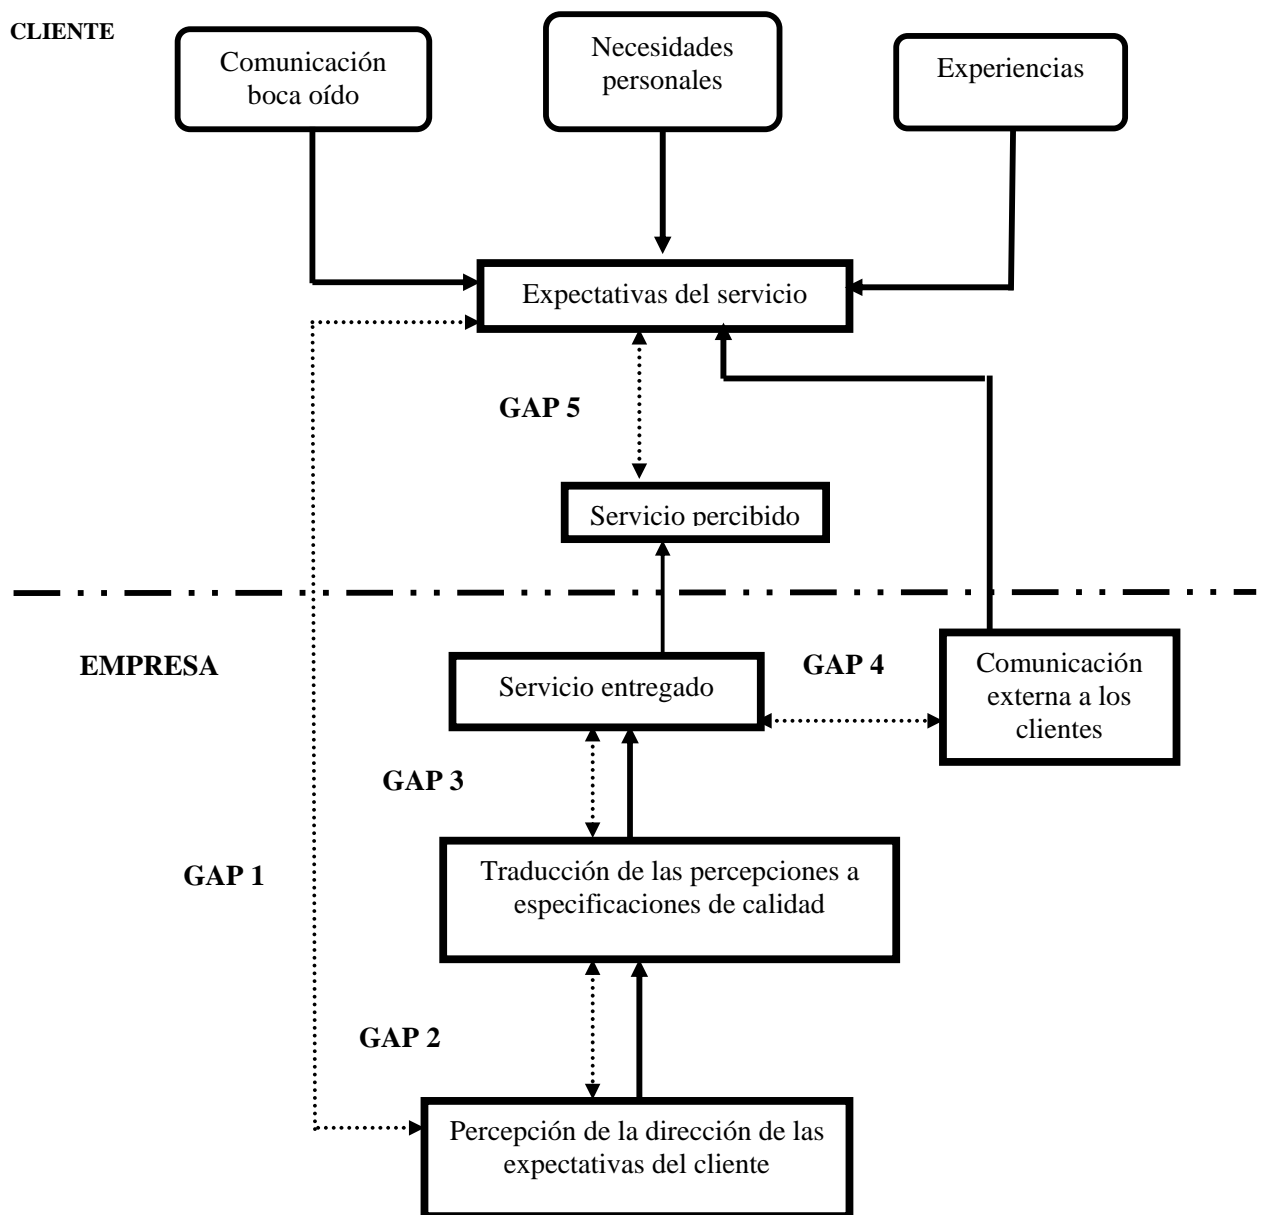 CLIENTE
Comunicación
boca oído
Necesidades
personales
Experiencias
Expectativas del servicio
GAP 5
Servicio percibido
EMPRESA
Servicio entregado
GAP 4
Comunicación
externa a los
clientes
GAP 3
GAP 1
Traducción de las percepciones a
especificaciones de calidad
GAP 2
Percepción de la dirección de las
expectativas del cliente